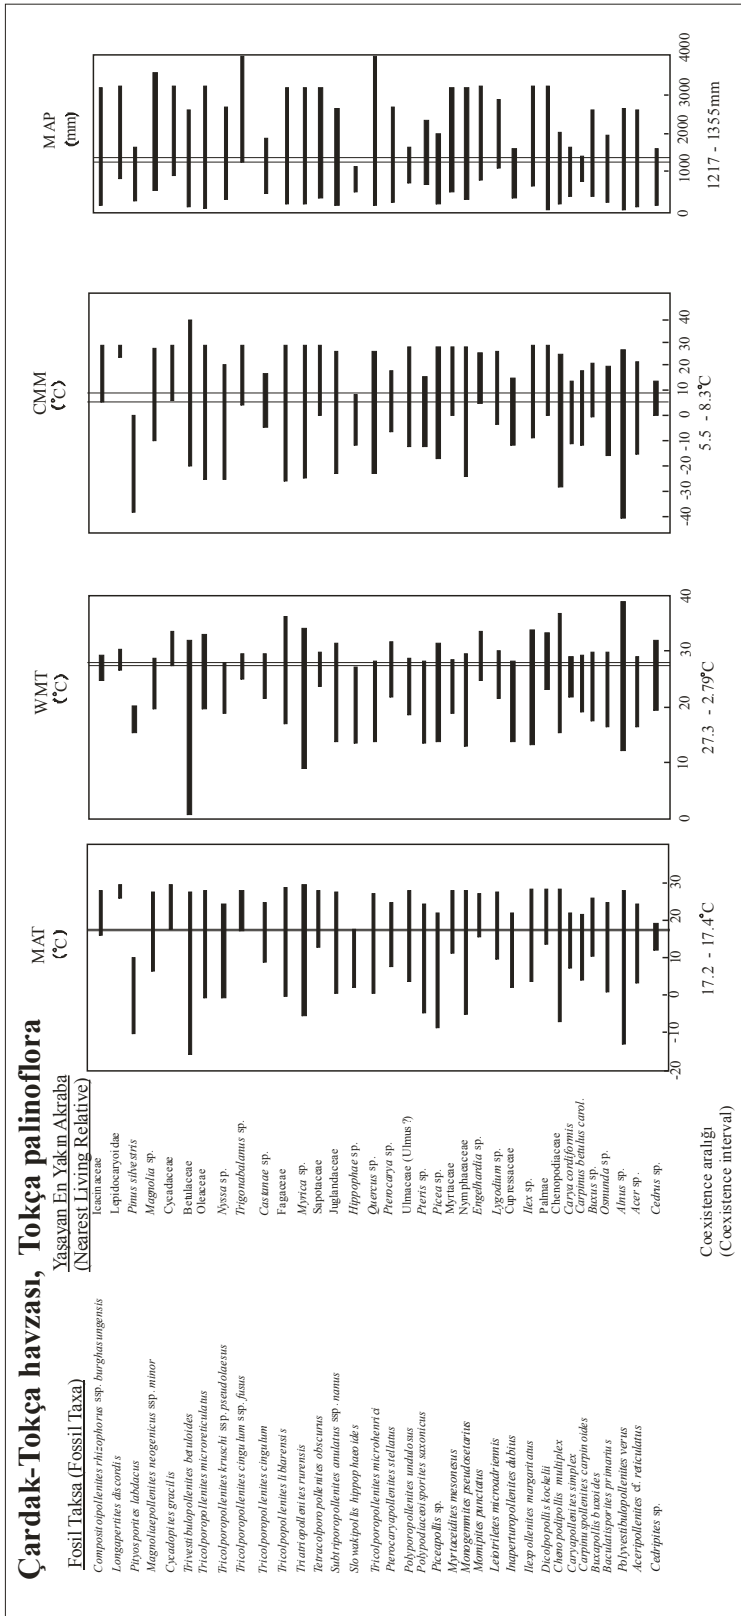 Çardak-Tokça havzası, Tokça palinoflora
Fosil Taksa (Fossil Taxa)
Yaşayan En Yakın Akraba
(Nearest Living Relative)
MAT
(°C)
WMT
(°C)
CMM
(°C)
MAP
(mm)
Compositoipollenites rhizophorus ssp. burghasungensis
Icacinaceae
Longapertites discordis
Lepidocaryoidae
Pityosporites labdacus
Pinus silvestris
Magnoliaepollenites neogenicus ssp. minor
Magnolia sp.
Cycadopites gracilis
Cycadaceae
Trivestibulopollenites betuloides
Betulaceae
Tricolporopollenites microreticulatus
Oleaceae
Tricolporopollenites kruschi ssp. pseudolaesus
Nyssa sp.
Tricolporopollenites cingulum ssp. fusus
Trigonobalanus sp.
Tricolporopollenites cingulum
Castanae sp.
Tricolpopollenites liblarensis
Fagaceae
Triatriopollenites rurensis
Myrica sp.
Tetracolporopollenites obscurus
Sapotaceae
Subtriporopollenites anulatus ssp. nanus
Juglandaceae
Slowakipollis hippophaeoides
Hippophae sp.
Tricolporopollenites microhenrici
Quercus sp.
Pterocaryapollenites stellatus
Pterocarya sp.
Polyporopollenites undulosus
Ulmaceae (Ulmus ?)
Polypodiaceoisporites saxonicus
Pteris sp.
Piceapollis sp.
Picea sp.
Myrtaceidites mesonesus
Myrtaceae
Monogemmites pseudosetarius
Nymphaeaceae
Momipites punctatus
Engelhardia sp.
Leiotriletes microadriennis
Lygodium sp.
Inaperturopollenites dubius
Cupressaceae
Ilexpollenites margaritatus
Ilex sp.
Dicolpopollis kockelii
Palmae
Chenopodipollis multiplex
Chenopodiaceae
Caryapollenites simplex
Carya cordiformis
Carpinuspollenites carpinoides
Carpinus betulus carol.
Buxapollis buxoides
Buxus sp.
Baculatisporites primarius
Osmunda sp.
Polyvestibulopollenites verus
Alnus sp.
Aceripollenites cf. reticulatus
Acer sp.
Cedripites sp.
Cedrus sp.
-20 -10 0 10 20 30
0 10 20 30 40
-40 -30 -20 -10 0 10 20 30 40
0 1000 2000 3000 4000
Coexistence aralığı
(Coexistence interval)
17.2 - 17.4°C
27.3 - 2.79°C
5.5 - 8.3°C
1217 - 1355mm